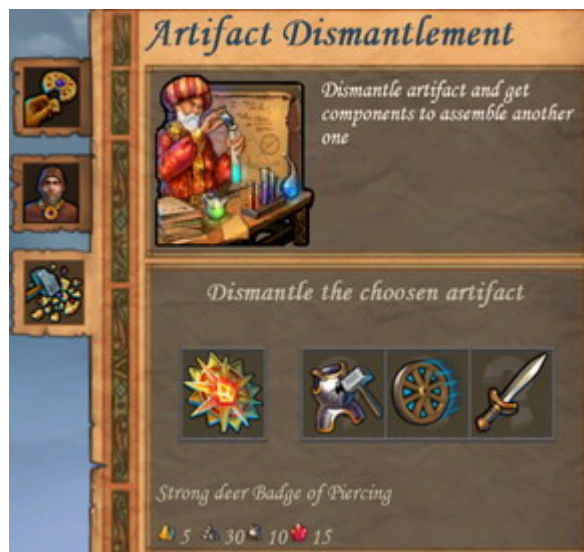 Artifact Dismantlement
Dismantle artifact and get
components to assemble another
one
Dismantle the choosen artifact
Strong deer Badge of Piercing
5 30 10 15